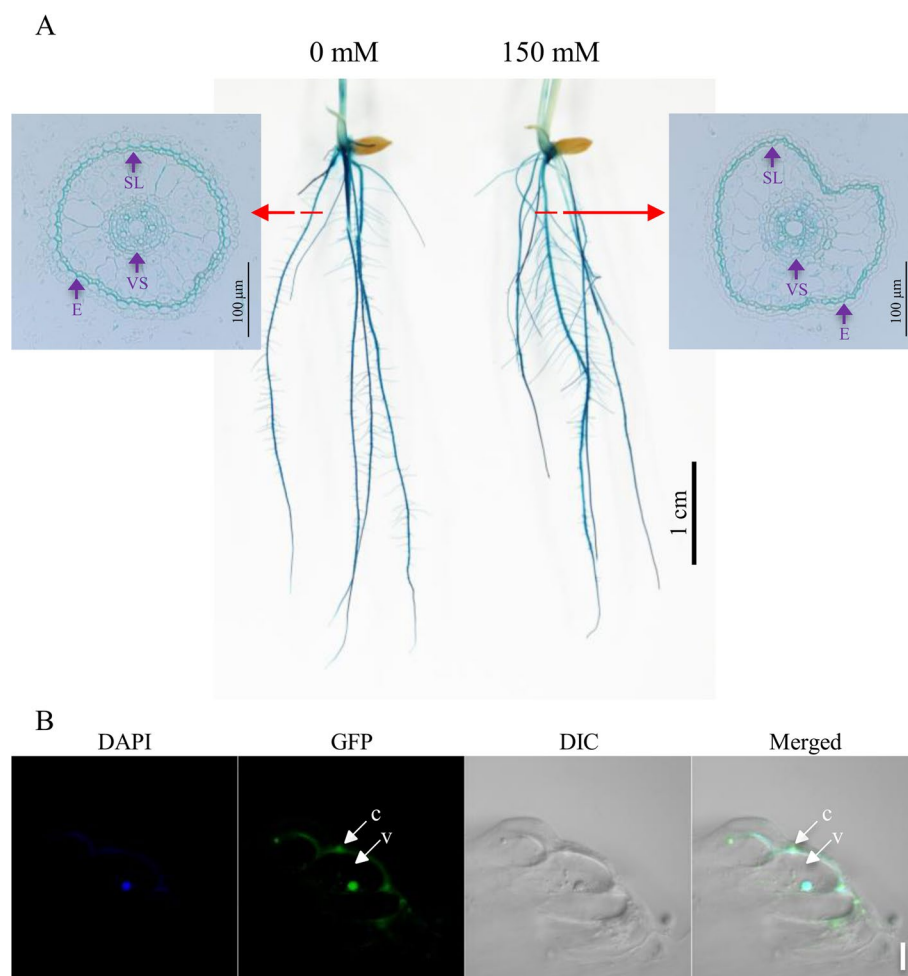 A
0 mM
150 mM
SL
VS
E
100 µm
SL
VS
E
100 µm
1 cm
B
DAPI
GFP
DIC
Merged
c
v
c
v